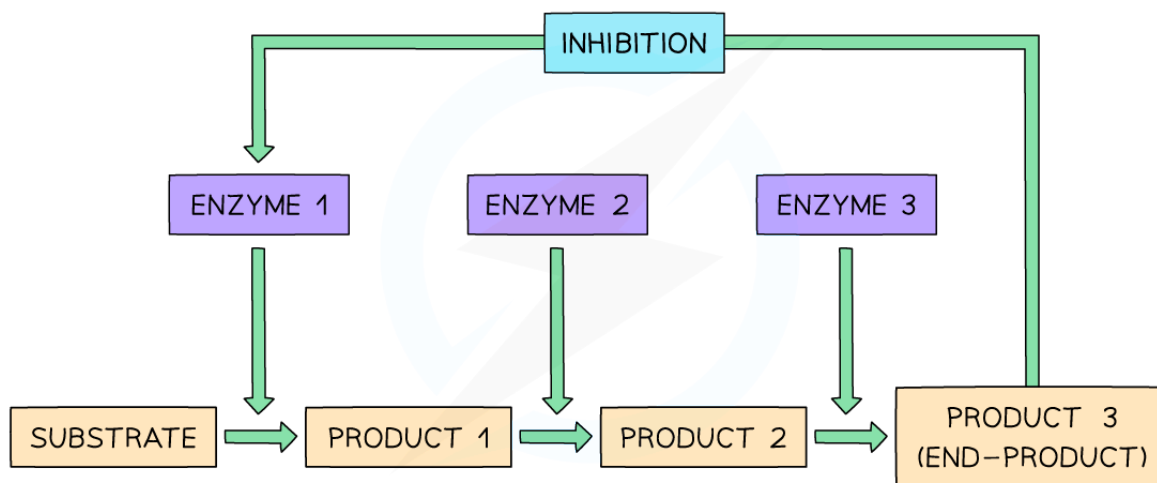 INHIBITION
ENZYME 1
ENZYME 2
ENZYME 3
SUBSTRATE
PRODUCT 1
PRODUCT 2
PRODUCT 3
(END-PRODUCT)